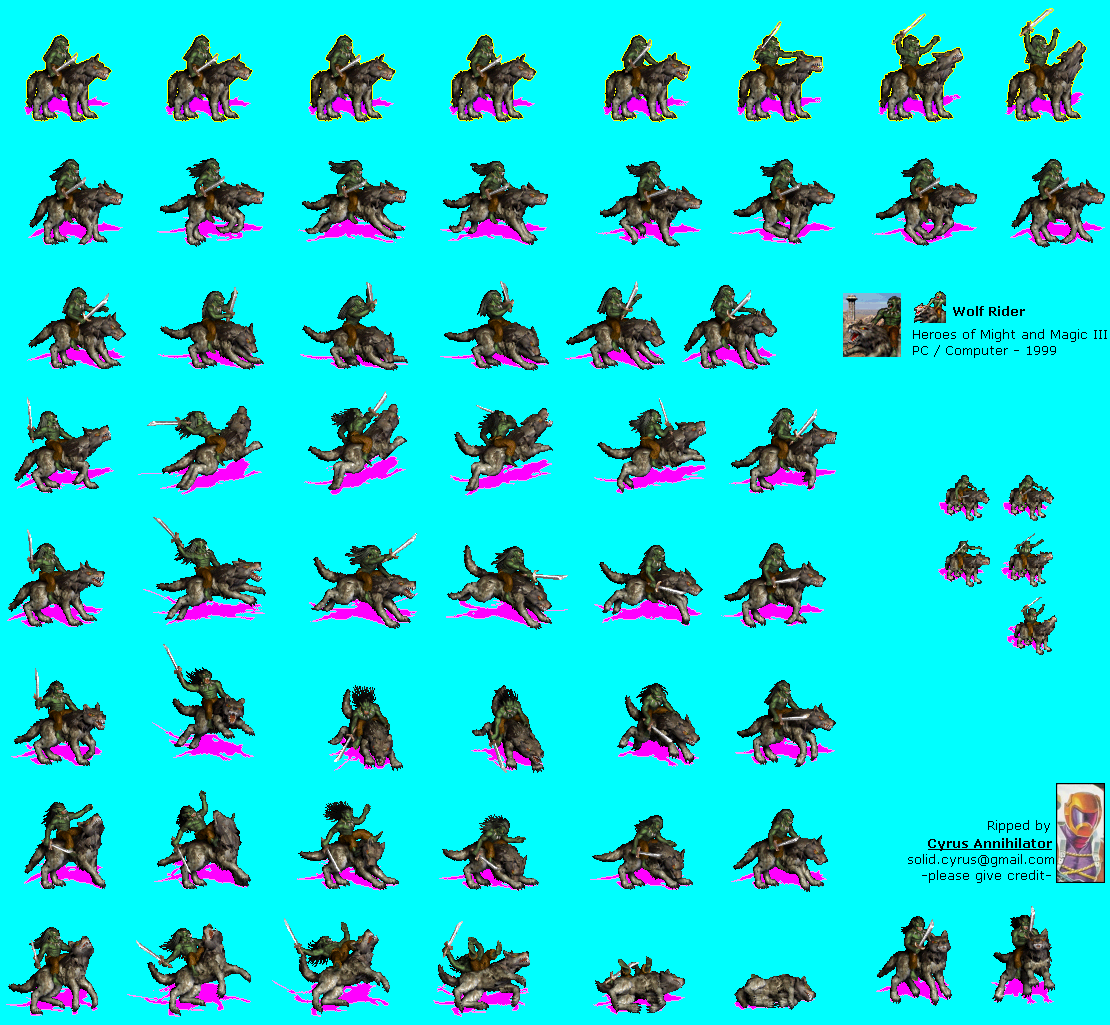 Wolf Rider
Heroes of Might and Magic III
PC / Computer - 1999
Ripped by
Cyrus Annihilator
solid.cyrus@gmail.com
-please give credit-